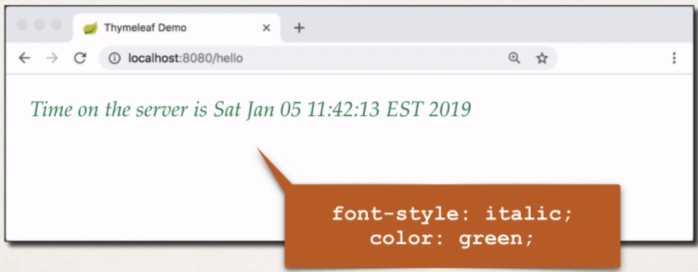 Thymeleaf Demo
localhost:8080/hello
Time on the server is Sat Jan 05 11:42:13 EST 2019
font-style: italic;
color: green;